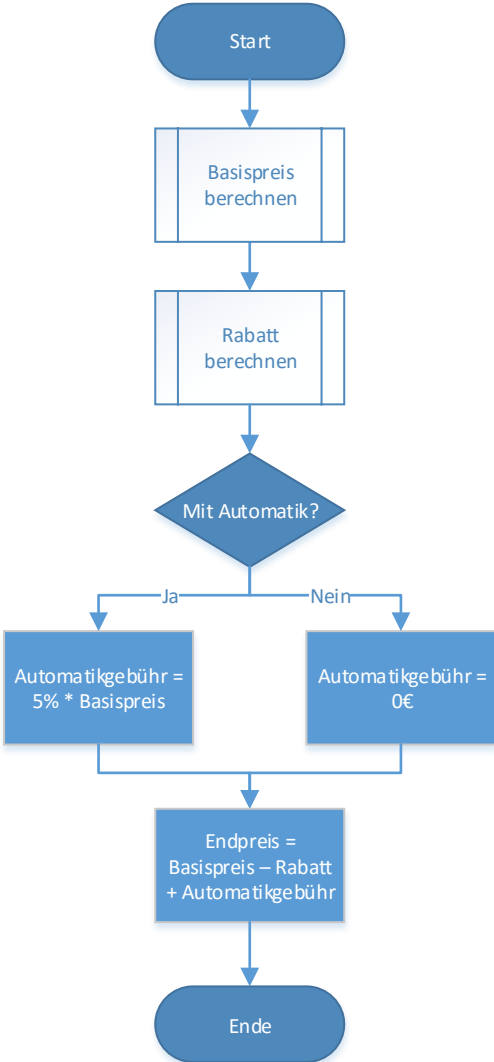 Start
Basispreis
berechnen
Rabatt
berechnen
Mit Automatik?
Ja
Nein
Automatikgebühr =
5% * Basispreis
Automatikgebühr =
0€
Endpreis =
Basispreis – Rabatt
+ Automatikgebühr
Ende